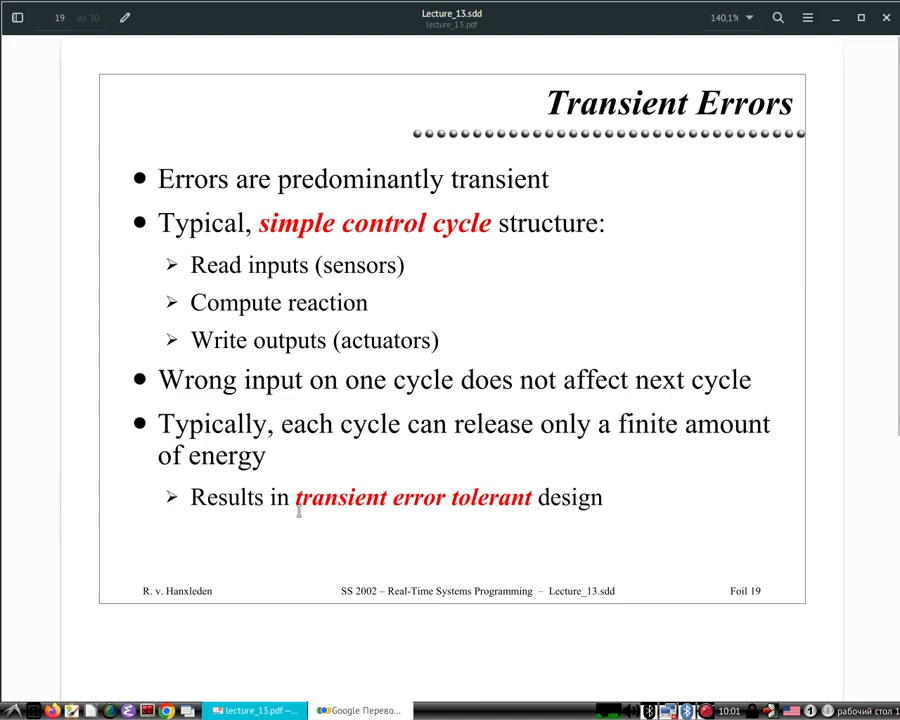 Lecture_13.sdd
lecture_13.pdf
19 из 30
140,1%
Transient Errors
Errors are predominantly transient
Typical, simple control cycle structure:
Read inputs (sensors)
Compute reaction
Write outputs (actuators)
Wrong input on one cycle does not affect next cycle
Typically, each cycle can release only a finite amount
of energy
Results in transient error tolerant design
R. v. Hanxleden SS 2002 – Real-Time Systems Programming – Lecture_13.sdd Foil 19
lecture_13.pdf —... Google Перево... 10:01 1 рабочий стол 1